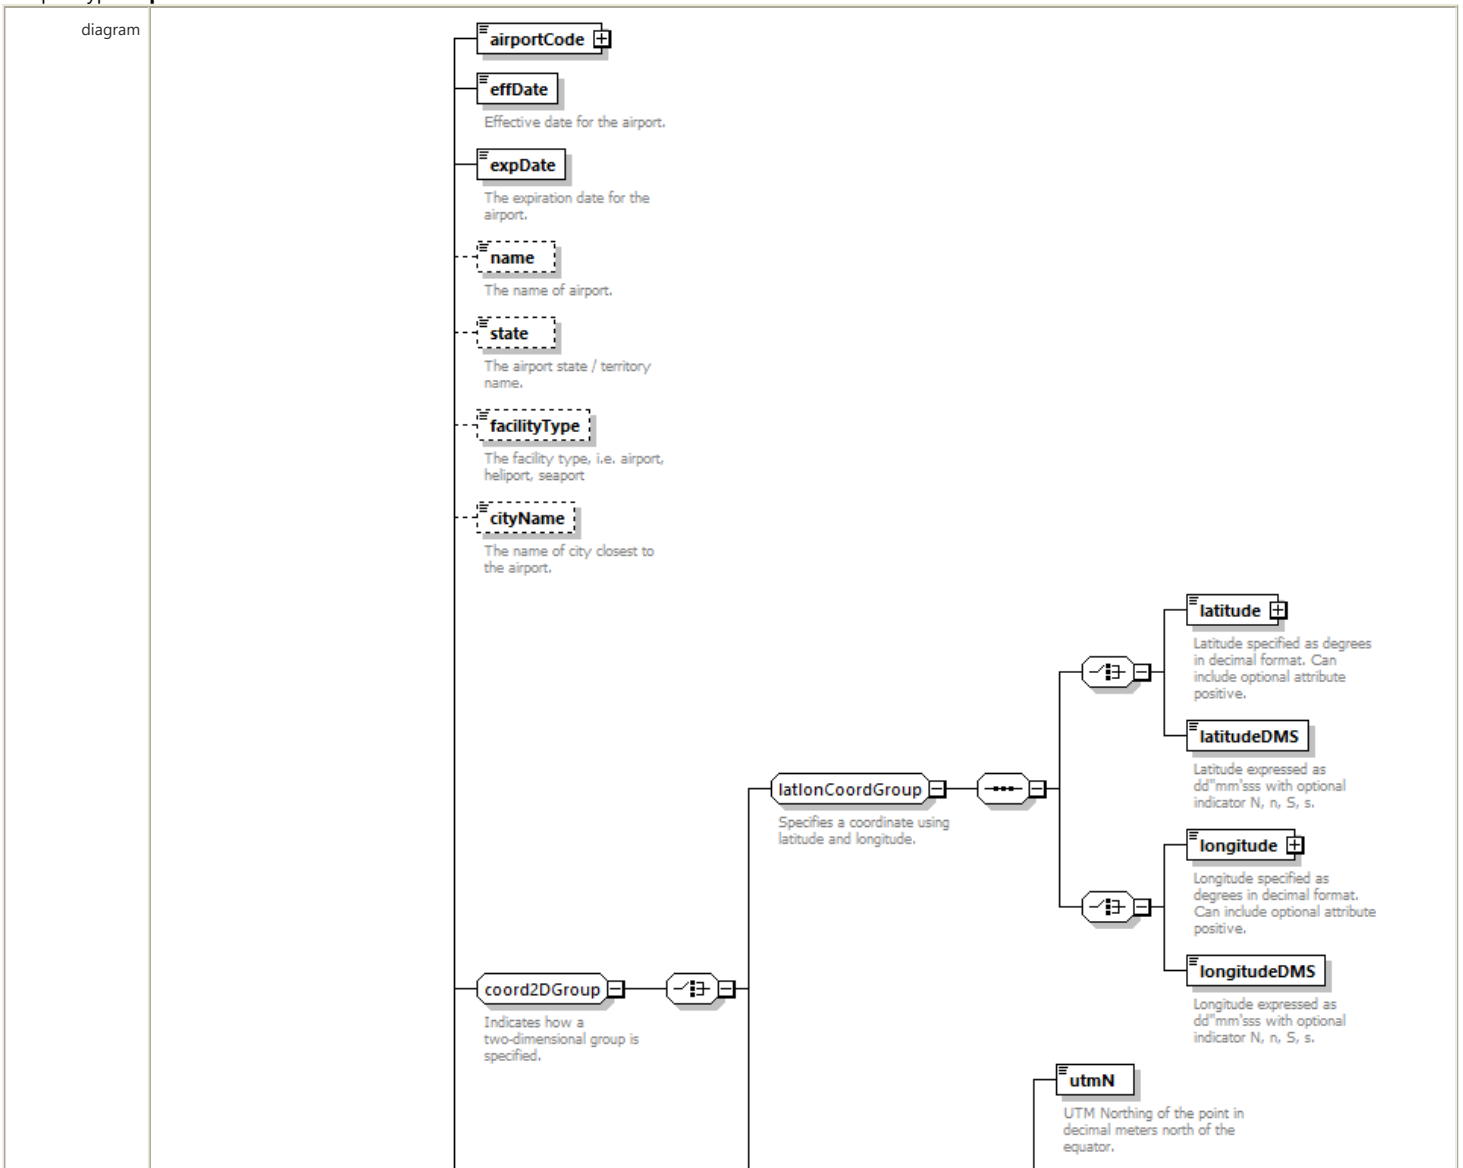 diagram
airportCode
effDate
Effective date for the airport.
expDate
The expiration date for the
airport.
name
The name of airport.
state
The airport state / territory
name.
facilityType
The facility type, i.e. airport,
heliport, seaport
cityName
The name of city closest to
the airport.
latitude
Latitude specified as degrees
in decimal format. Can
include optional attribute
positive.
latitudeDMS
Latitude expressed as
dd"mm'sss with optional
indicator N, n, S, s.
latlonCoordGroup
Specifies a coordinate using
latitude and longitude.
longitude
Longitude specified as
degrees in decimal format.
Can include optional attribute
positive.
longitudeDMS
Longitude expressed as
dd"mm'sss with optional
indicator N, n, S, s.
coord2DGroup
Indicates how a
two-dimensional group is
specified.
utmN
UTM Northing of the point in
decimal meters north of the
equator.